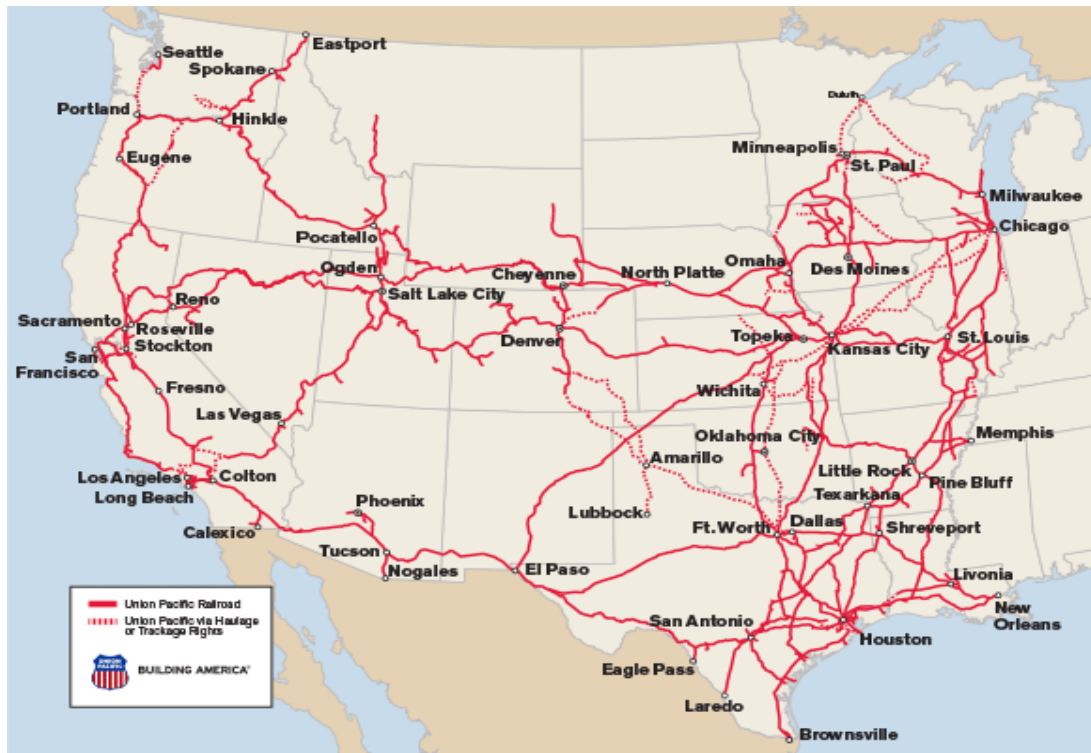 Eastport
Seattle
Spokane
Portland
Hinkle
Eugene
Duluth
Minneapolis
St. Paul
Milwaukee
Chicago
Pocatello
Ogden
Cheyenne
North Platte
Omaha
Des Moines
Salt Lake City
Reno
Sacramento
Roseville
Stockton
San
Francisco
Denver
Topeka
Kansas City
St. Louis
Fresno
Wichita
Las Vegas
Oklahoma City
Memphis
Amarillo
Little Rock
Los Angeles
Colton
Long Beach
Pine Bluff
Texarkana
Phoenix
Lubbock
Ft. Worth
Dallas
Shreveport
Calexico
Tucson
El Paso
Nogales
Livonia
New
Orleans
San Antonio
Houston
Eagle Pass
Laredo
Brownsville
Union Pacific Railroad
Union Pacific via Haulage
or Trackage Rights
UNION
PACIFIC
BUILDING AMERICA®